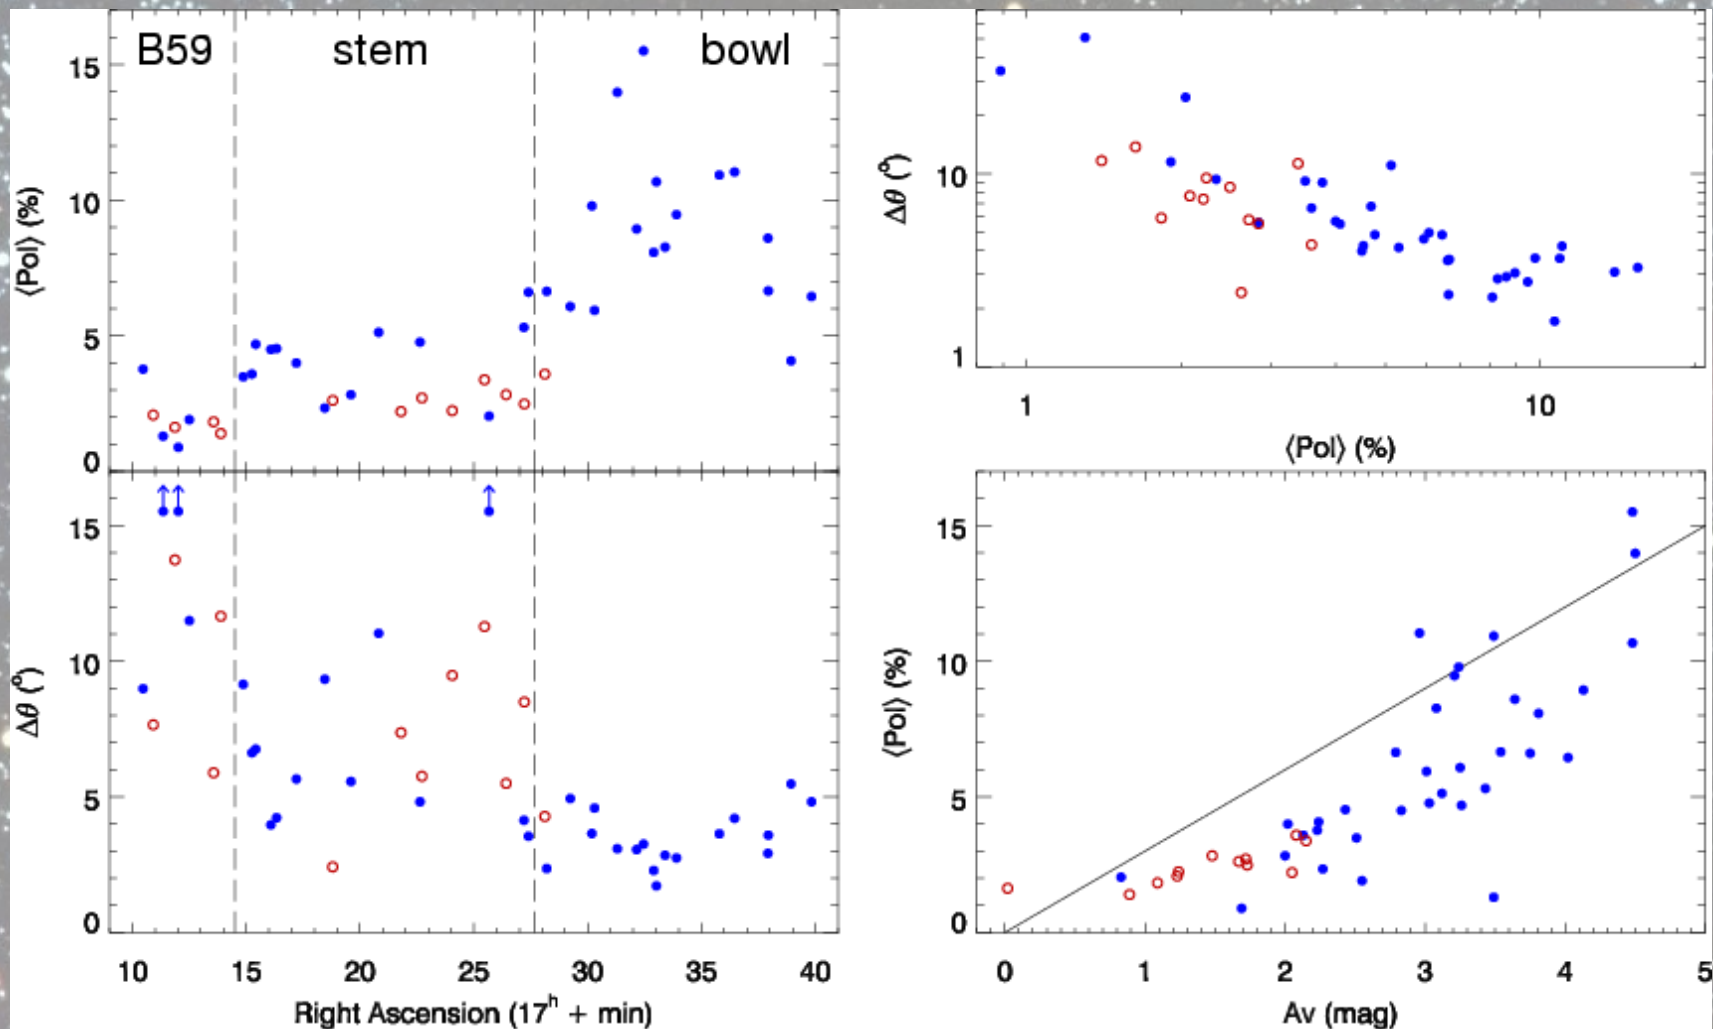 B59 stem bowl
15
10
5
0
⟨Pol⟩ (%)
10
1
Δθ (°)
1 10
⟨Pol⟩ (%)
15
10
5
0
Δθ (°)
10 15 20 25 30 35 40
Right Ascension (17ʰ + min)
15
10
5
0
⟨Pol⟩ (%)
0 1 2 3 4 5
Av (mag)